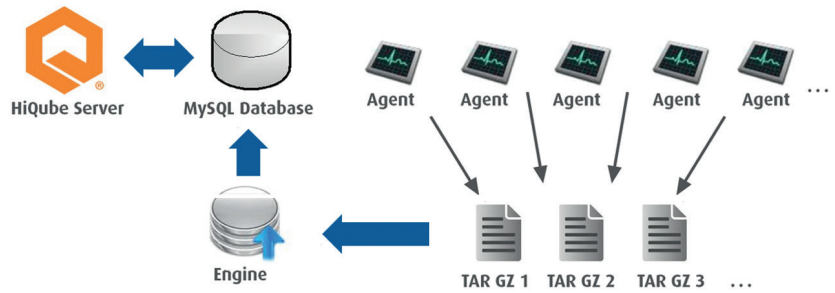 HiQube Server
MySQL Database
Agent
Agent
Agent
Agent
Agent
...
Engine
TAR GZ 1
TAR GZ 2
TAR GZ 3
...